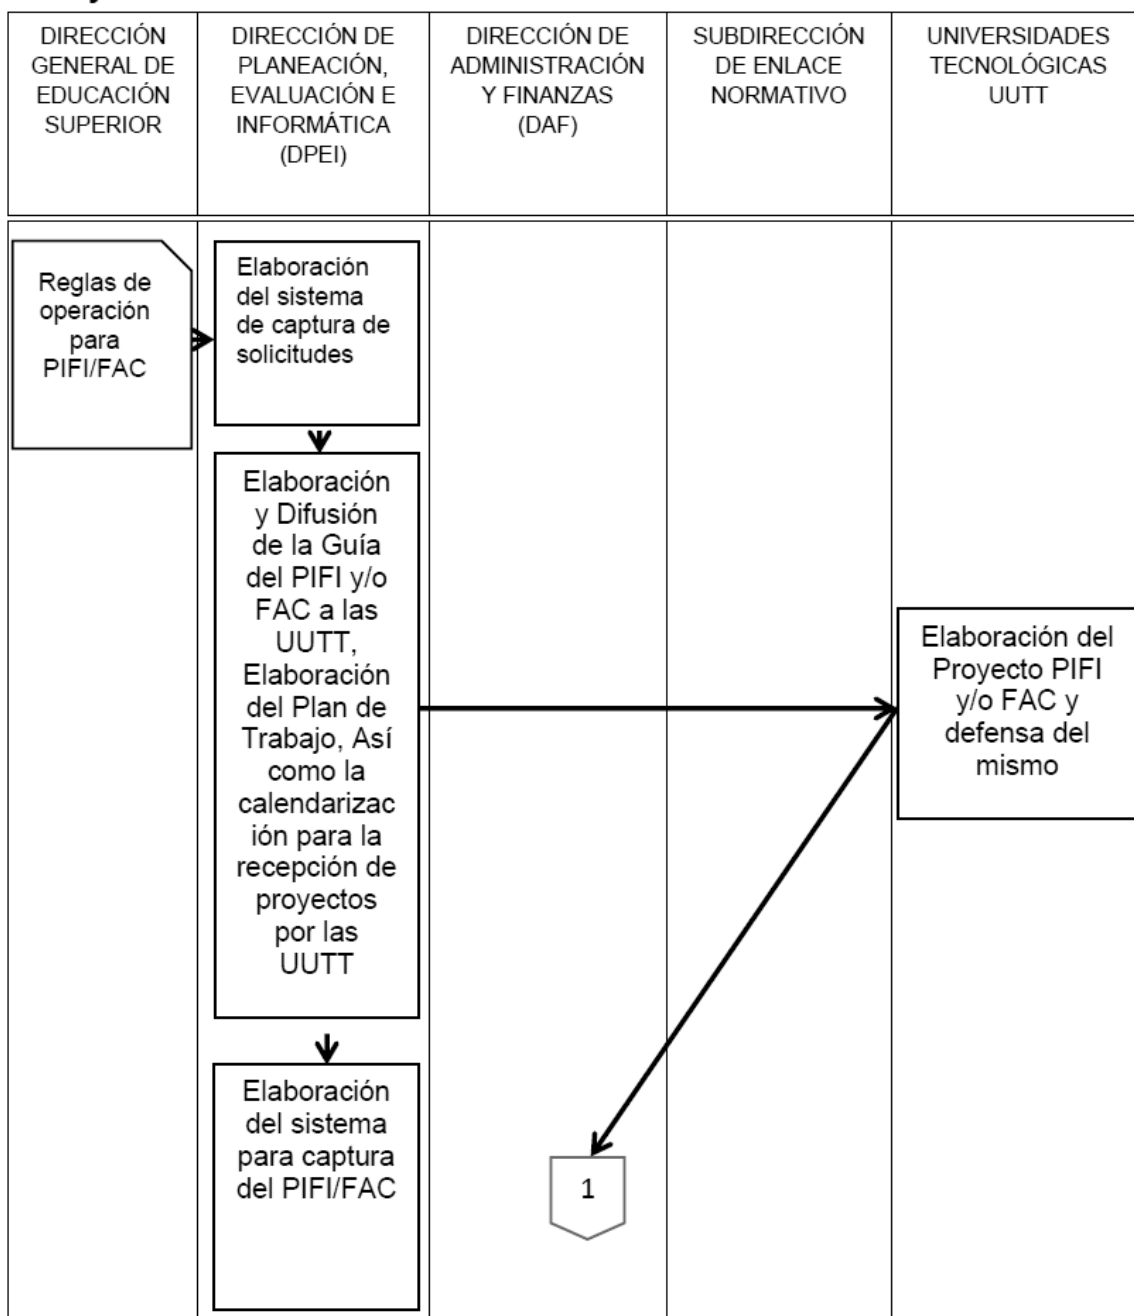 DIRECCIÓN
GENERAL DE
EDUCACIÓN
SUPERIOR
DIRECCIÓN DE
PLANEACIÓN,
EVALUACIÓN E
INFORMÁTICA
(DPEI)
DIRECCIÓN DE
ADMINISTRACIÓN
Y FINANZAS
(DAF)
SUBDIRECCIÓN
DE ENLACE
NORMATIVO
UNIVERSIDADES
TECNOLÓGICAS
UUTT
Reglas de
operación
para
PIFI/FAC
Elaboración
del sistema
de captura de
solicitudes
Elaboración
y Difusión
de la Guía
del PIFI y/o
FAC a las
UUTT,
Elaboración
del Plan de
Trabajo, Así
como la
calendarizac
ión para la
recepción de
proyectos
por las
UUTT
Elaboración del
Proyecto PIFI
y/o FAC y
defensa del
mismo
Elaboración
del sistema
para captura
del PIFI/FAC
1